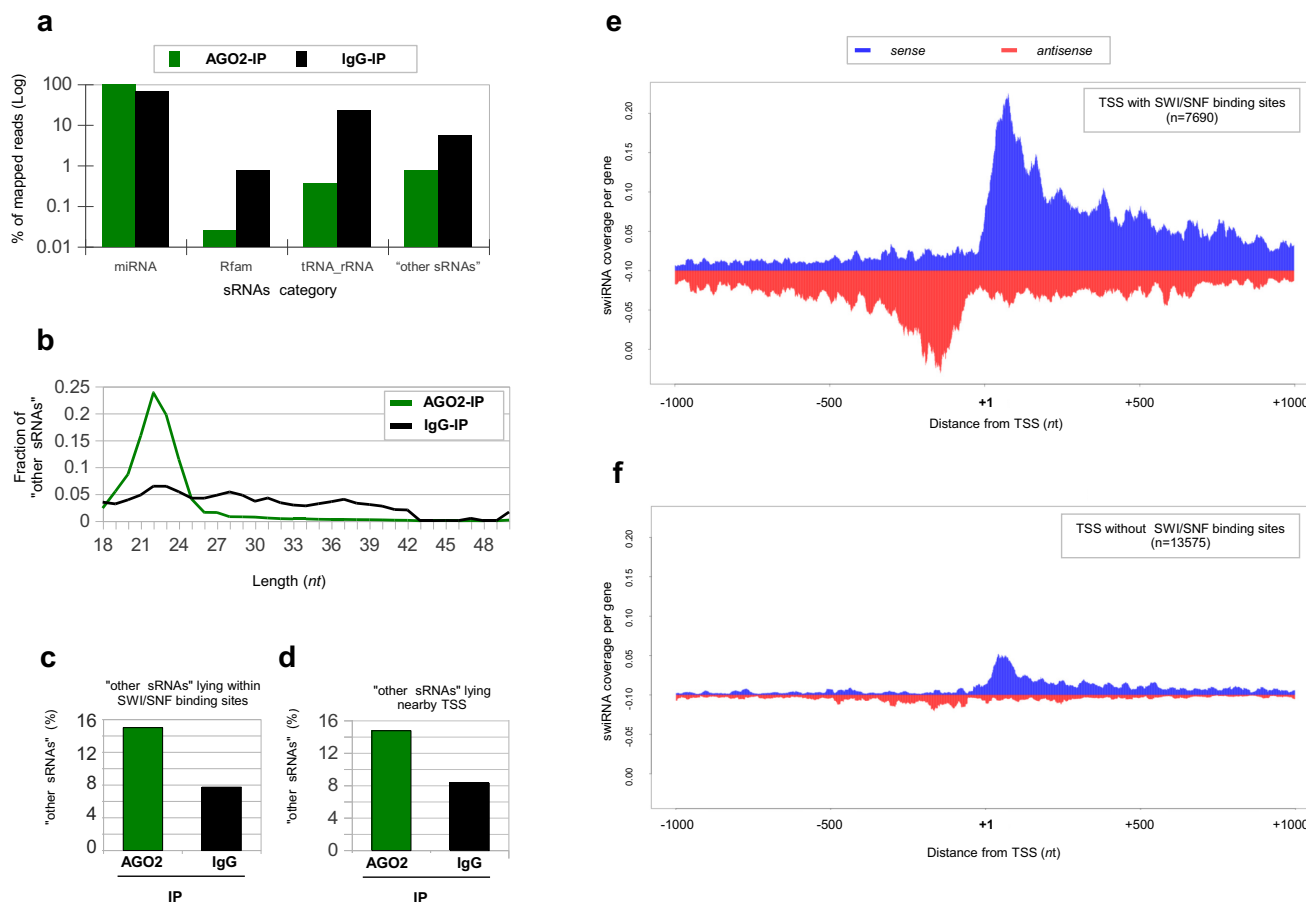 a
AGO2-IP IgG-IP
% of mapped reads (Log)
100
10
1
0.1
0.01
miRNA Rfam tRNA_rRNA “other sRNAs”
sRNAs category
b
AGO2-IP
IgG-IP
Fraction of
"other sRNAs"
0.25
0.2
0.15
0.1
0.05
0
18 21 24 27 30 33 36 39 42 45 48
Length (nt)
c
"other sRNAs" lying within
SWI/SNF binding sites
"other sRNAs" (%)
16
12
8
4
0
AGO2 IgG
IP
d
"other sRNAs" lying
nearby TSS
"other sRNAs" (%)
16
12
8
4
0
AGO2 IgG
IP
e
sense antisense
TSS with SWI/SNF binding sites
(n=7690)
swiRNA coverage per gene
0.20
0.15
0.10
0.05
-0.10
-0.05
0.00
-1000 -500 +1 +500 +1000
Distance from TSS (nt)
f
TSS without SWI/SNF binding sites
(n=13575)
swiRNA coverage per gene
0.20
0.15
0.10
0.05
-0.10
-0.05
0.00
-1000 -500 +1 +500 +1000
Distance from TSS (nt)